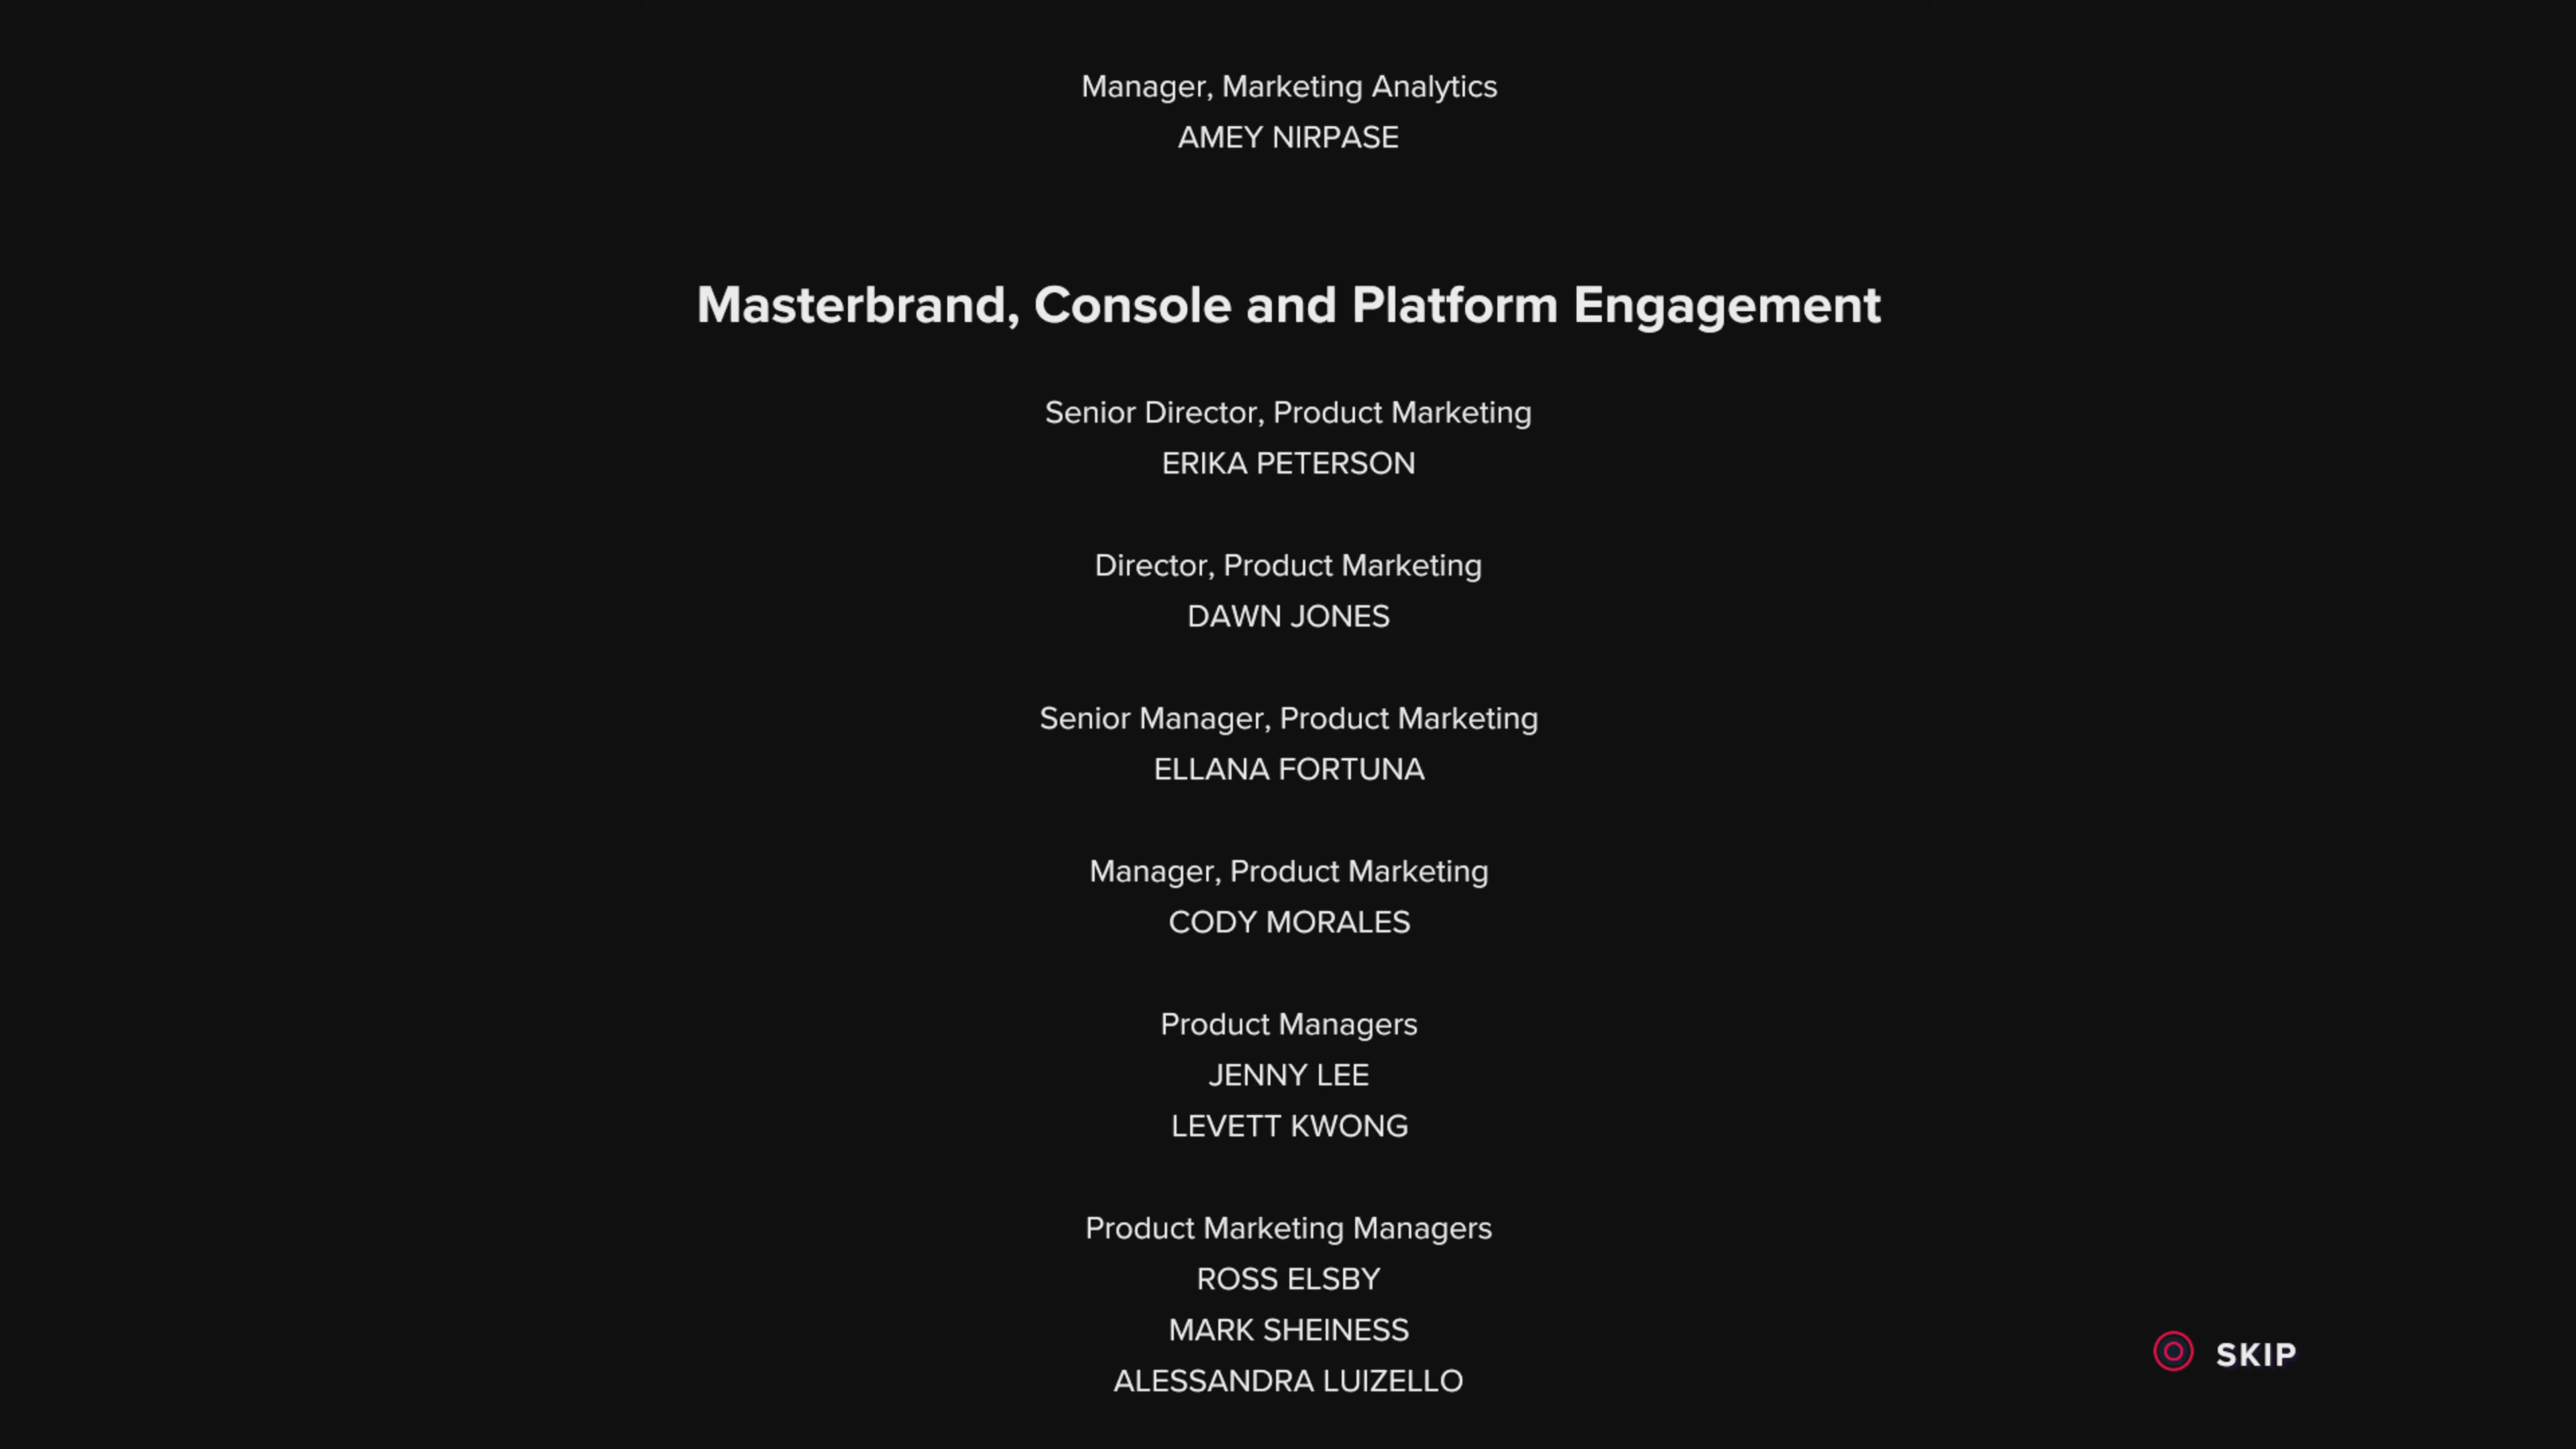 Manager, Marketing Analytics
AMEY NIRPASE
Masterbrand, Console and Platform Engagement
Senior Director, Product Marketing
ERIKA PETERSON
Director, Product Marketing
DAWN JONES
Senior Manager, Product Marketing
ELLANA FORTUNA
Manager, Product Marketing
CODY MORALES
Product Managers
JENNY LEE
LEVETT KWONG
Product Marketing Managers
ROSS ELSBY
MARK SHEINESS
ALESSANDRA LUIZELLO
SKIP